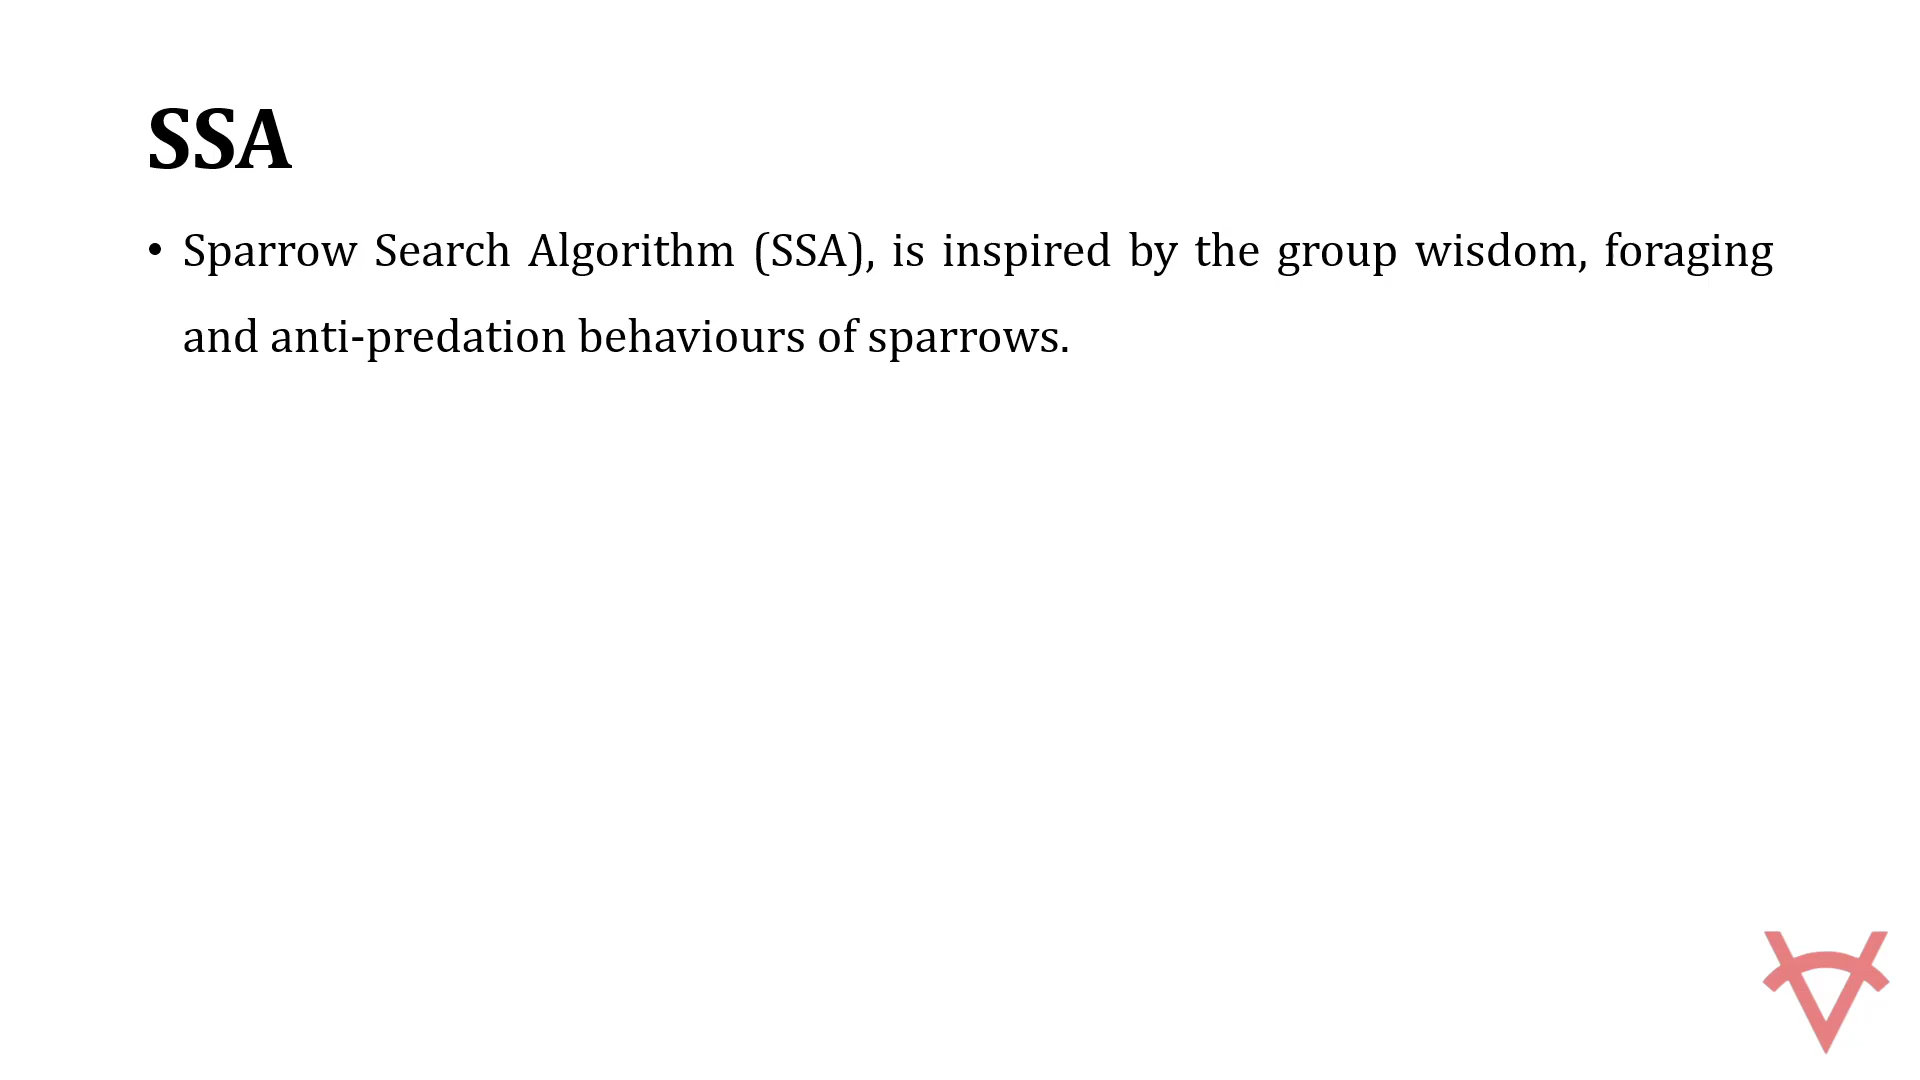 SSA
• Sparrow Search Algorithm (SSA), is inspired by the group wisdom, foraging
and anti-predation behaviours of sparrows.